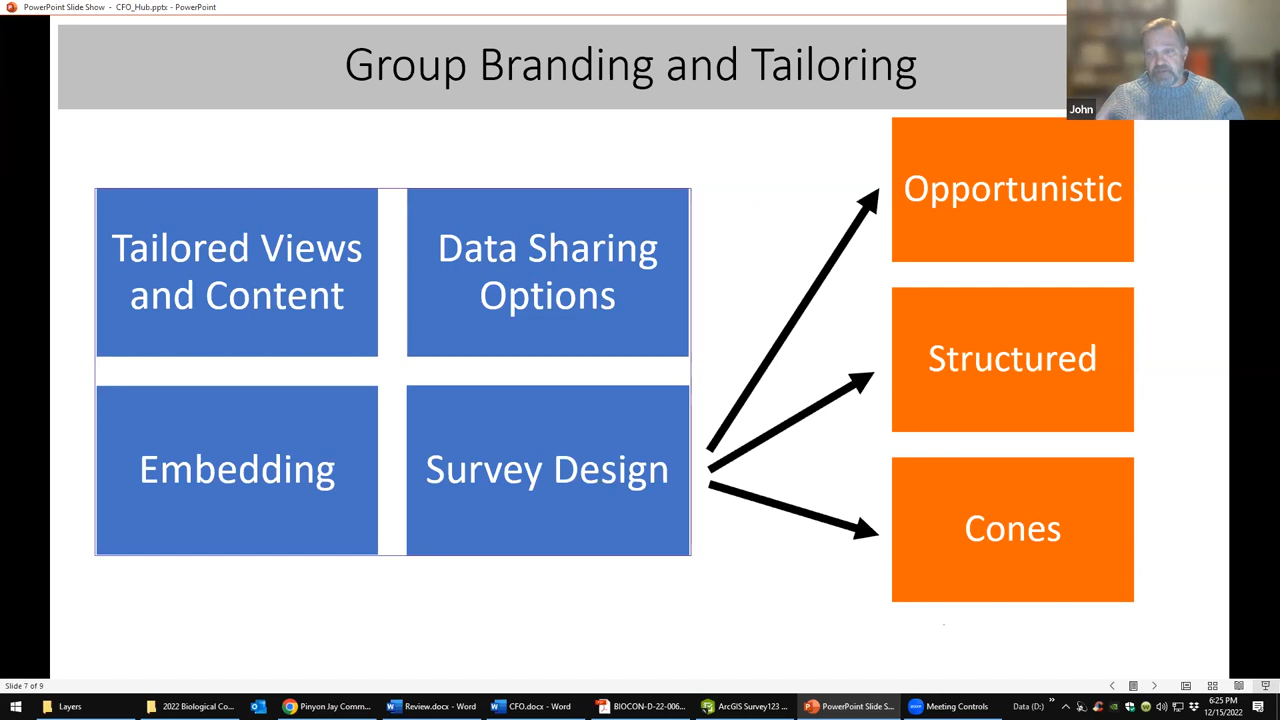 PowerPoint Slide Show - CFO_Hub.pptx - PowerPoint
Group Branding and Tailoring
John
Tailored Views
and Content
Data Sharing
Options
Embedding
Survey Design
Opportunistic
Structured
Cones
Slide 7 of 9
Layers
2022 Biological Co...
Pinyon Jay Comm...
Review.docx - Word
CFO.docx - Word
BIOCON-D-22-006...
ArcGIS Survey123 ...
PowerPoint Slide S...
Meeting Controls
Data (D:)
6:25 PM
12/15/2022